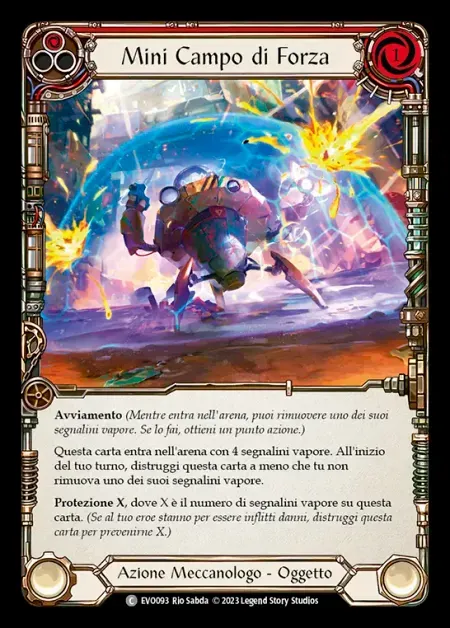 Mini Campo di Forza
1
Avviamento (Mentre entra nell'arena, puoi rimuovere uno dei suoi
segnalini vapore. Se lo fai, ottieni un punto azione.)
Questa carta entra nell'arena con 4 segnalini vapore. All'inizio
del tuo turno, distruggi questa carta a meno che tu non
rimuova uno dei suoi segnalini vapore.
Protezione X, dove X è il numero di segnalini vapore su questa
carta. (Se al tuo eroe stanno per essere inflitti danni, distruggi questa
carta per prevenirne X.)
Azione Meccanologo - Oggetto
C EVO093 Rio Sabda © 2023 Legend Story Studios